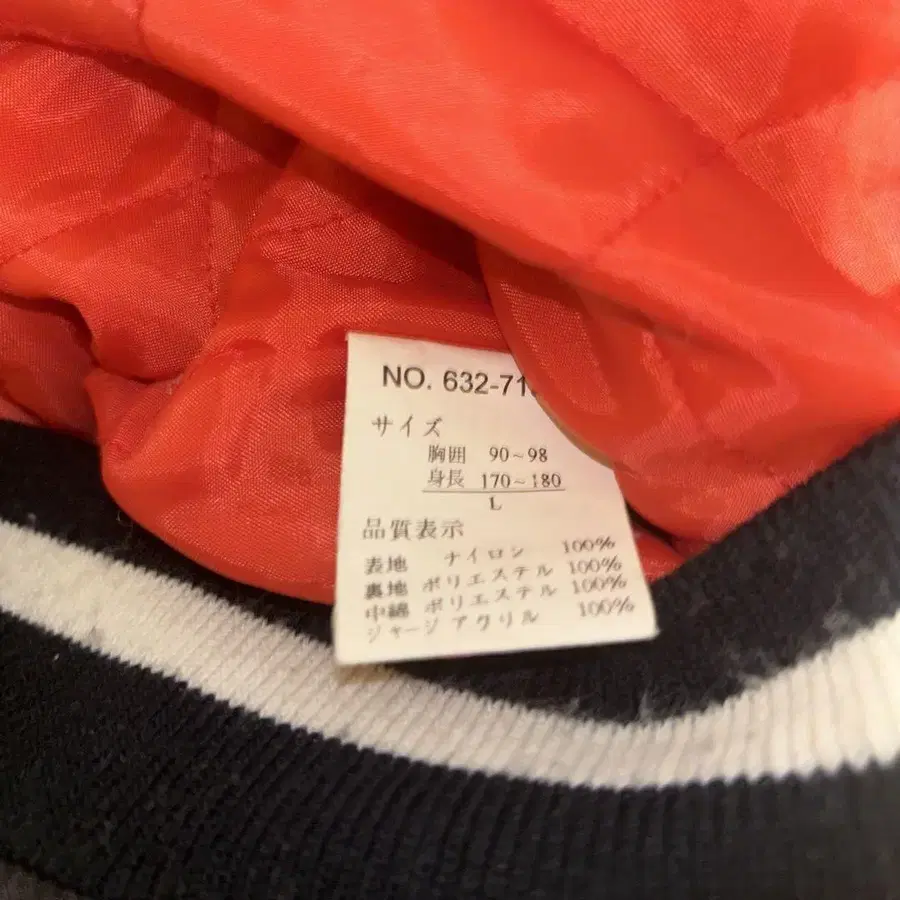 NO. 632-71
サイズ
胸囲 90~98
身長 170~180
L
品質表示
表地 ナイロン 100%
裏地 ポリエステル 100%
中綿 ポリエステル 100%
ジャージ アクリル 100%